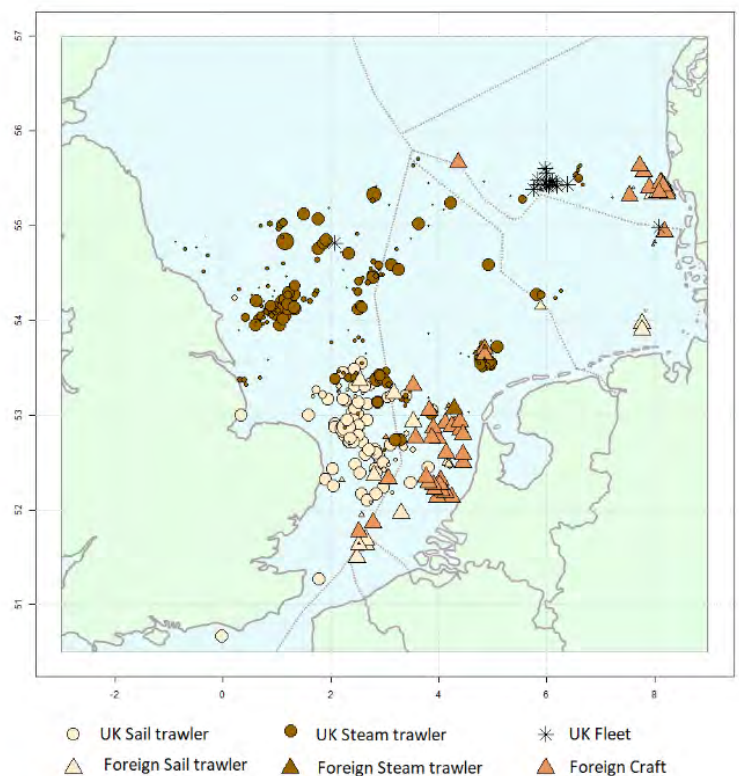 57
56
55
54
53
52
51
-2 0 2 4 6 8
UK Sail trawler UK Steam trawler UK Fleet
Foreign Sail trawler Foreign Steam trawler Foreign Craft